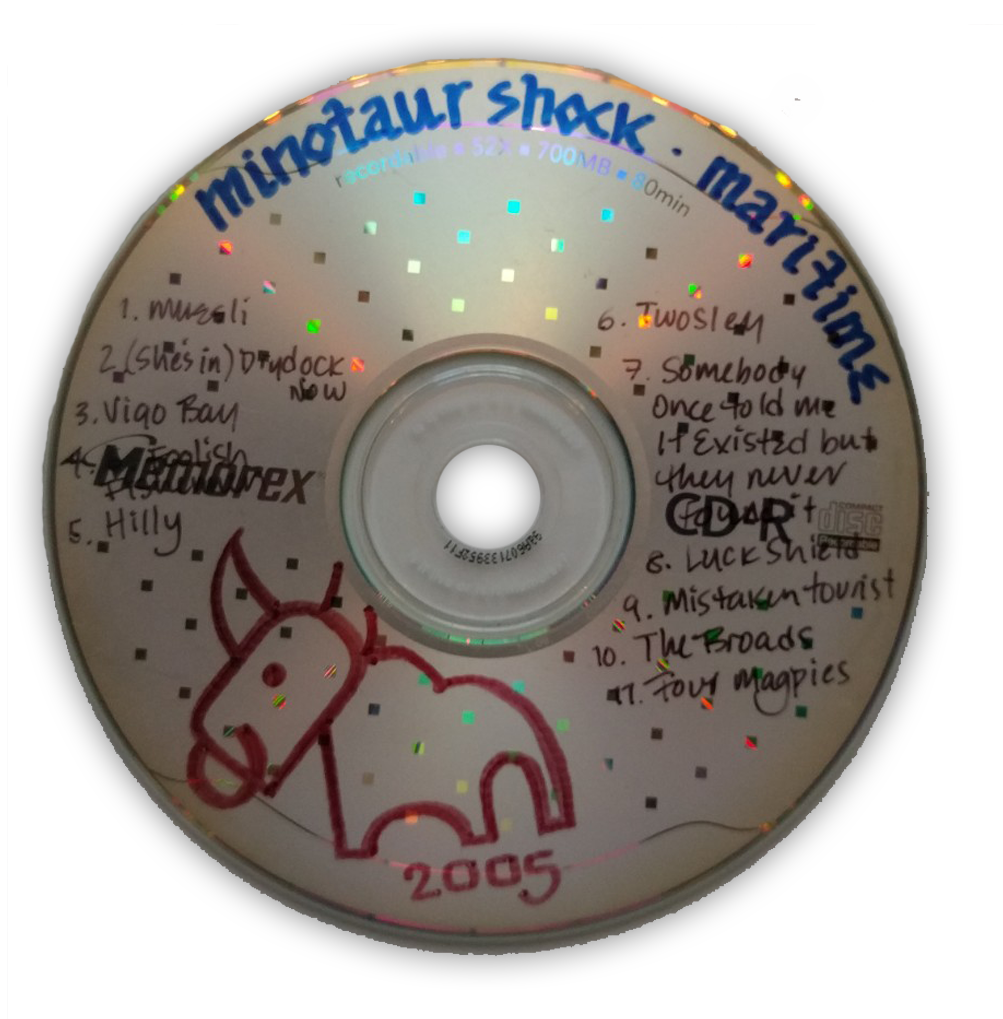 minotaur shock - maritime
recordable ▪ 52X ▪ 700MB ▪ 80min
1. muesli
2. (She's in) Drydock
Now
3. Vigo Bay
4. Foolish
Memorex
5. Hilly
6. Twosley
7. Somebody
Once told me
It Existed but
they never
found it
CD-R
COMPACT
disc
8. Luck Shield
9. Mistaken tourist
10. The Broads
11. Four Magpies
2005